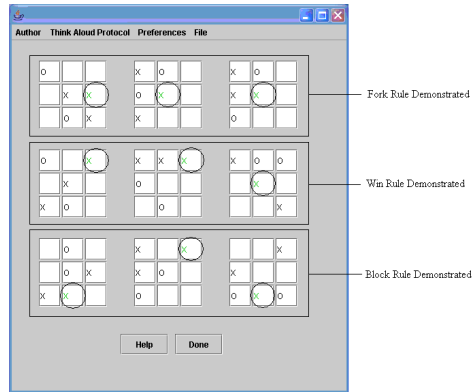 Author Think Aloud Protocol Preferences File
O X O X O
X X O X X X Fork Rule Demonstrated
O X X O
O X X X X X O O
X O X Win Rule Demonstrated
X O O X
O X X X
O X X O X Block Rule Demonstrated
X X O O X O
Help Done